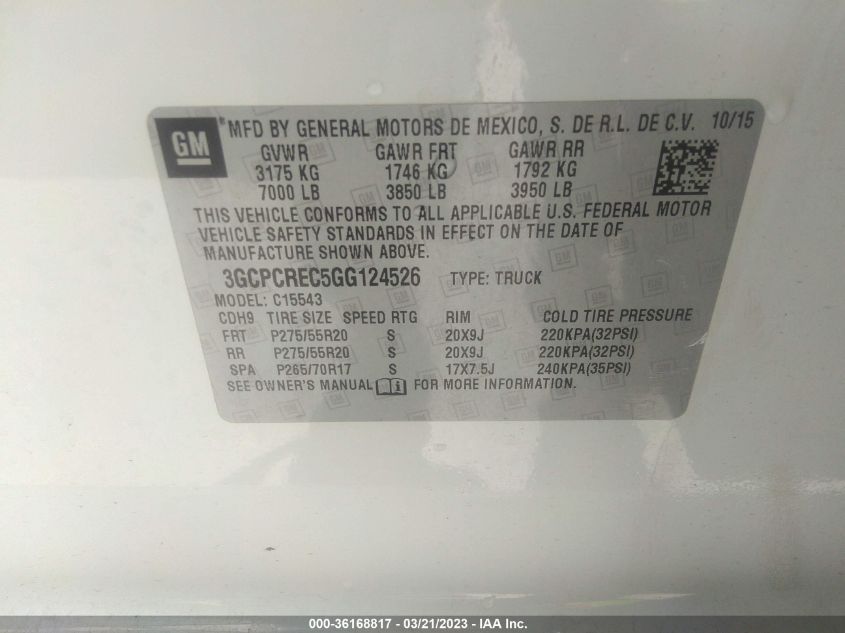 GM *MFD BY GENERAL MOTORS DE MEXICO, S. DE R.L. DE C.V. 10/15
GVWR GAWR FRT GAWR RR
3175 KG 1746 KG 1792 KG
7000 LB 3850 LB 3950 LB
THIS VEHICLE CONFORMS TO ALL APPLICABLE U.S. FEDERAL MOTOR
VEHICLE SAFETY STANDARDS IN EFFECT ON THE DATE OF
MANUFACTURE SHOWN ABOVE.
3GCPCREC5GG124526 TYPE: TRUCK
MODEL: C15543
CDH9 TIRE SIZE SPEED RTG RIM COLD TIRE PRESSURE
FRT P275/55R20 S 20X9J 220KPA(32PSI)
RR P275/55R20 S 20X9J 220KPA(32PSI)
SPA P265/70R17 S 17X7.5J 240KPA(35PSI)
SEE OWNER'S MANUAL FOR MORE INFORMATION.
000-36168817 - 03/21/2023 - IAA Inc.